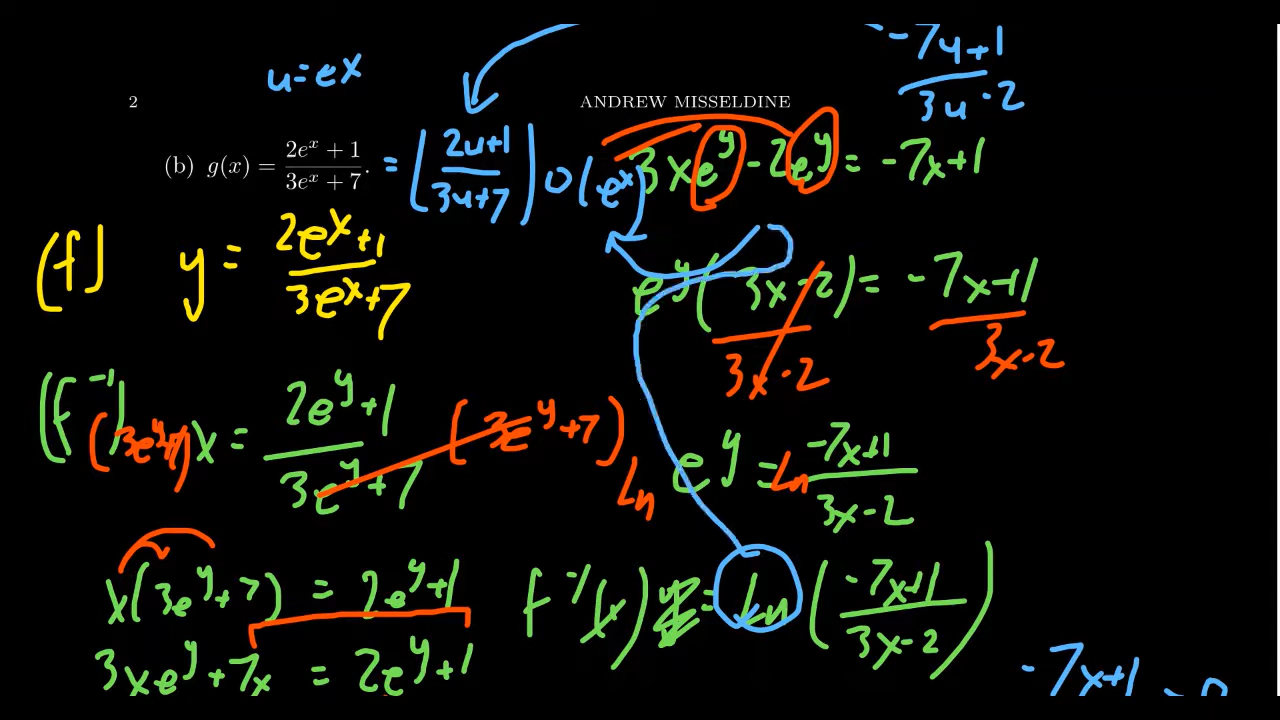 u=e^x
-7u+1 / 3u-2
2
ANDREW MISSELDINE
(b) g(x) = (2e^x + 1)/(3e^x + 7). = ((2u+1)/(3u+7)) o (e^x)
3xe^y - 2e^y = -7x+1
(f) y = (2e^x+1)/(3e^x+7)
e^y(3x-2) = -7x+1
3x-2 3x-2
(f^-1) (3e^y+7) x = (2e^y+1)/(3e^y+7) (3e^y+7)
Ln e^y = Ln (-7x+1)/(3x-2)
x(3e^y+7) = 2e^y+1
f^-1(x) = Ln((-7x+1)/(3x-2))
3xe^y+7x = 2e^y+1
-7x+1